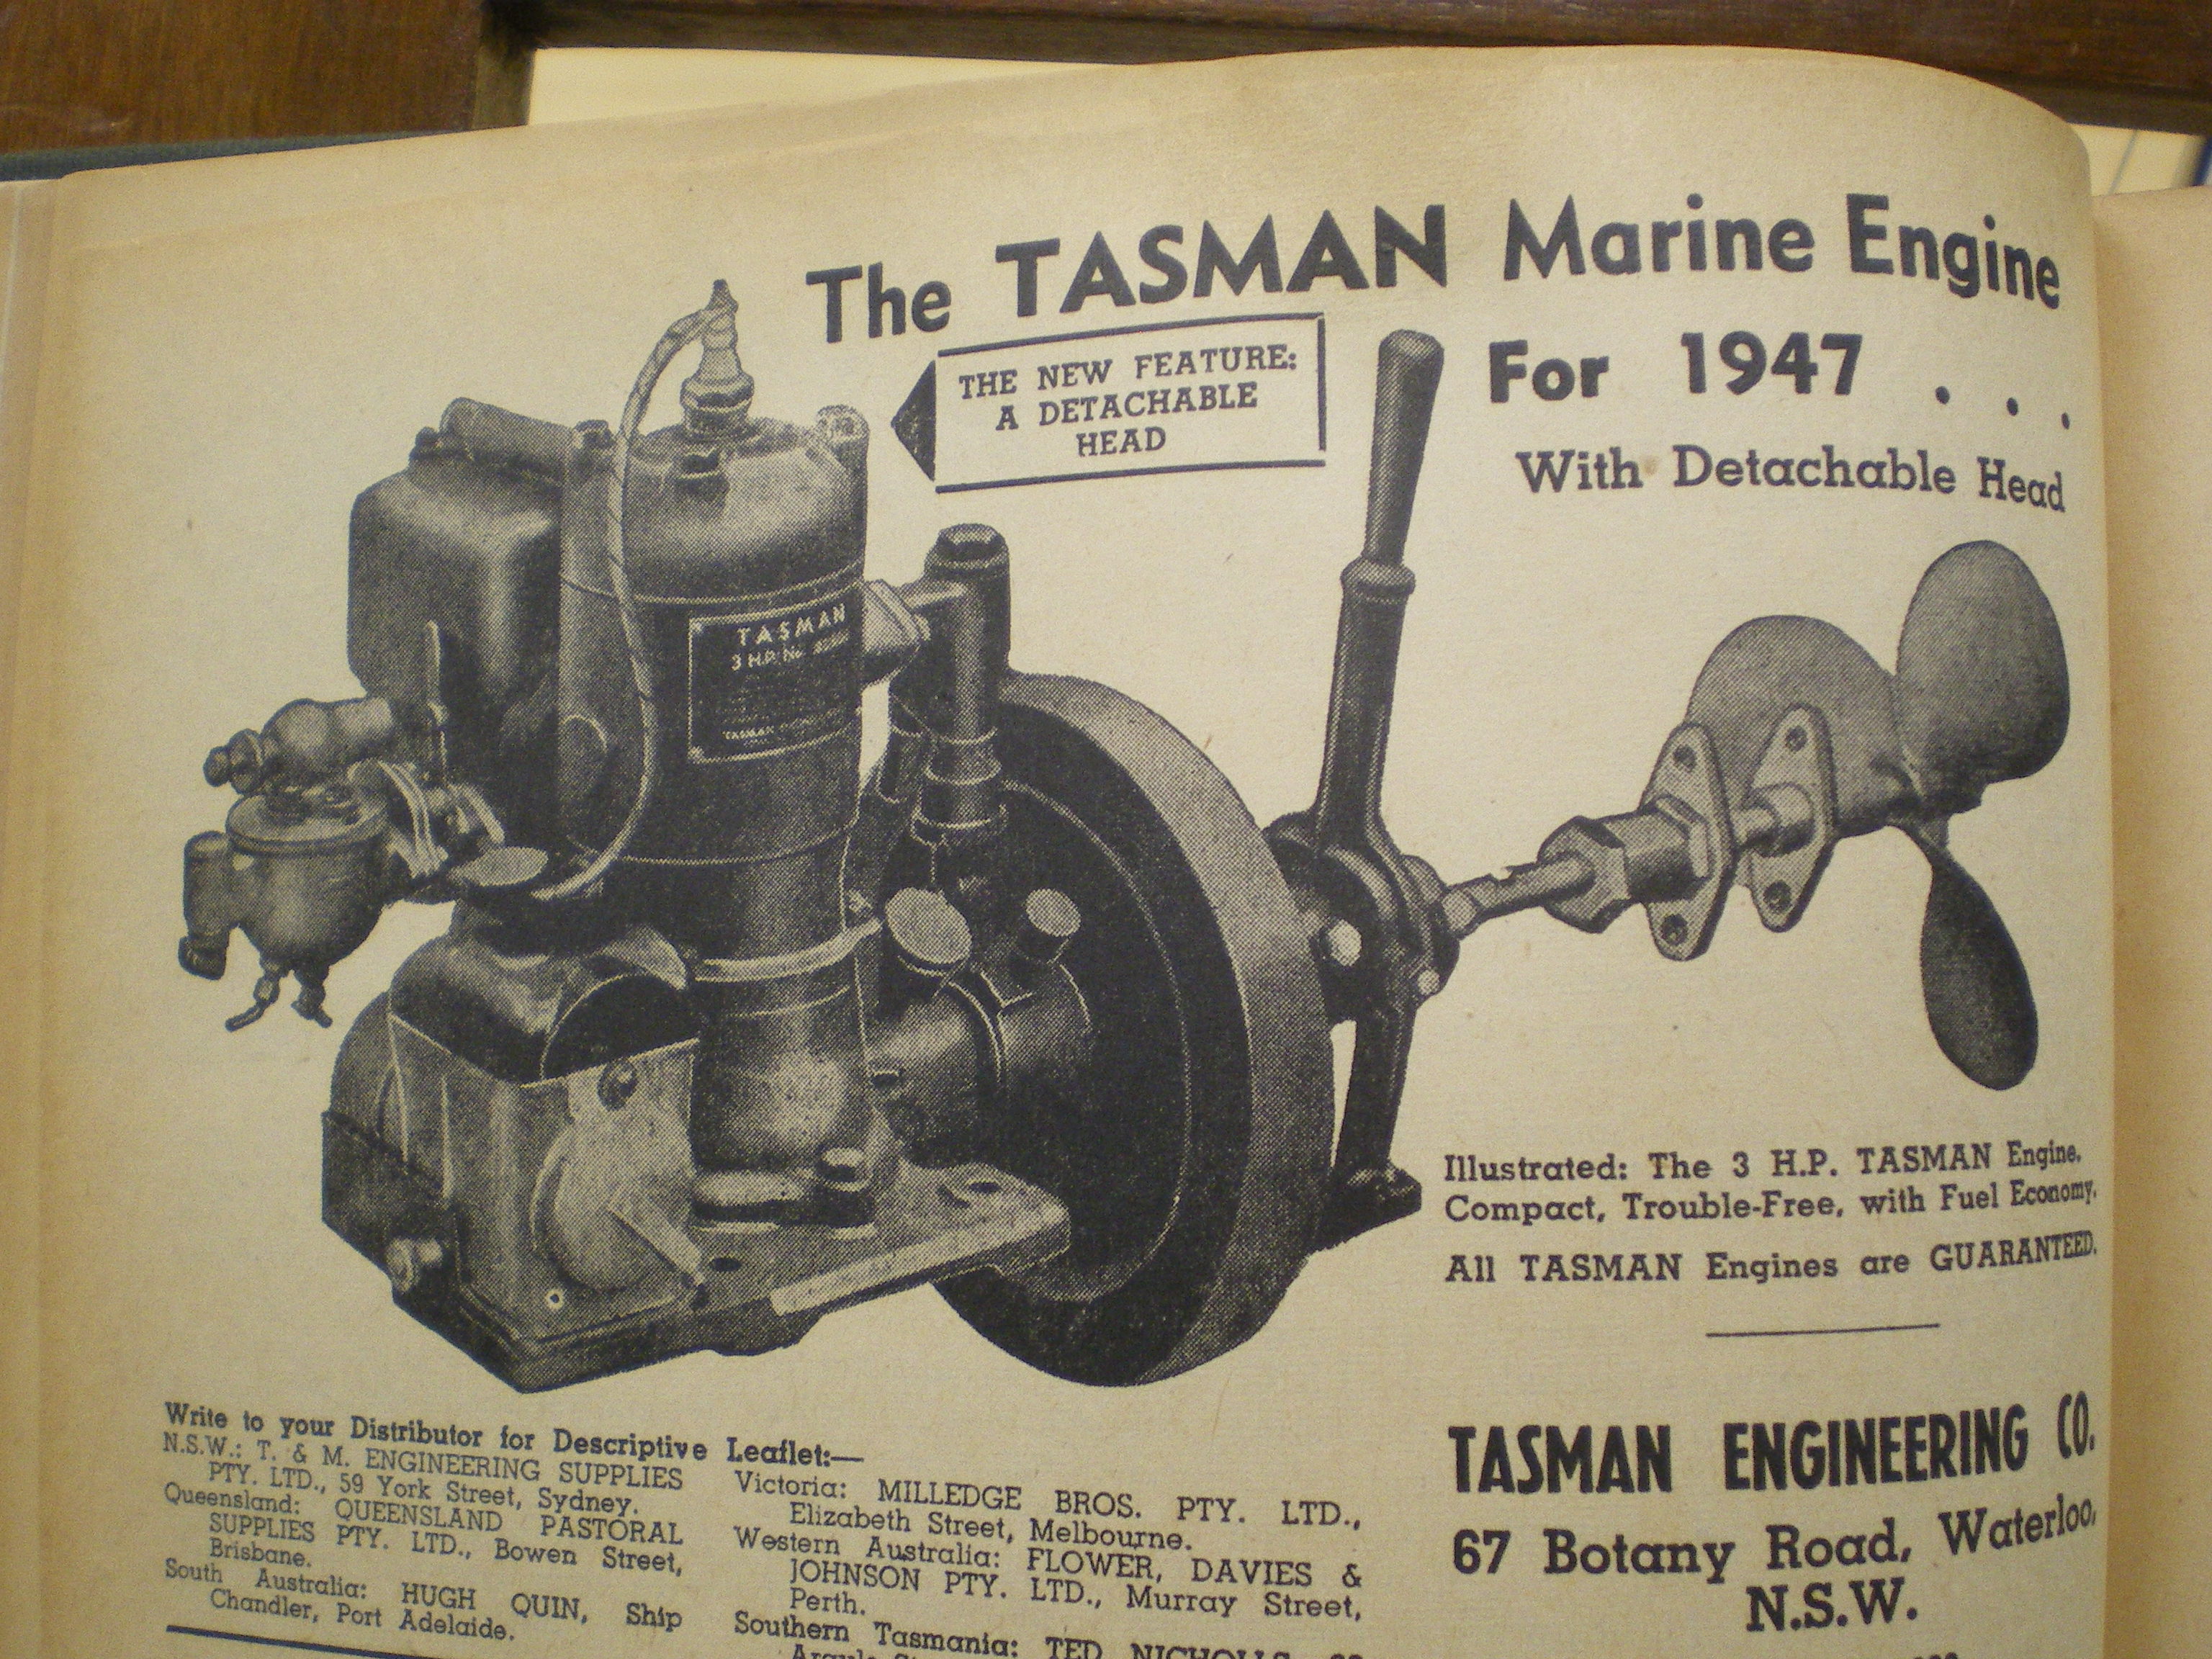 The TASMAN Marine Engine
For 1947 . . .
With Detachable Head
THE NEW FEATURE:
A DETACHABLE
HEAD
TASMAN
3 H.P. No.
Illustrated: The 3 H.P. TASMAN Engine.
Compact, Trouble-Free, with Fuel Economy.
All TASMAN Engines are GUARANTEED.
Write to your Distributor for Descriptive Leaflet:—
N.S.W.: T. & M. ENGINEERING SUPPLIES
PTY. LTD., 59 York Street, Sydney.
Queensland: QUEENSLAND PASTORAL
SUPPLIES PTY. LTD., Bowen Street,
Brisbane.
South Australia: HUGH QUIN, Ship
Chandler, Port Adelaide.
Victoria: MILLEDGE BROS. PTY. LTD.,
Elizabeth Street, Melbourne.
Western Australia: FLOWER, DAVIES &
JOHNSON PTY. LTD., Murray Street,
Perth.
Southern Tasmania: TED NICHOLLS,
TASMAN ENGINEERING CO.
67 Botany Road, Waterloo,
N.S.W.